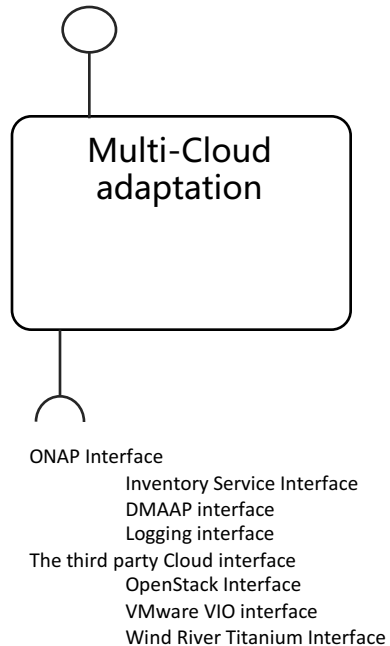 Multi-Cloud
adaptation
ONAP Interface
Inventory Service Interface
DMAAP interface
Logging interface
The third party Cloud interface
OpenStack Interface
VMware VIO interface
Wind River Titanium Interface